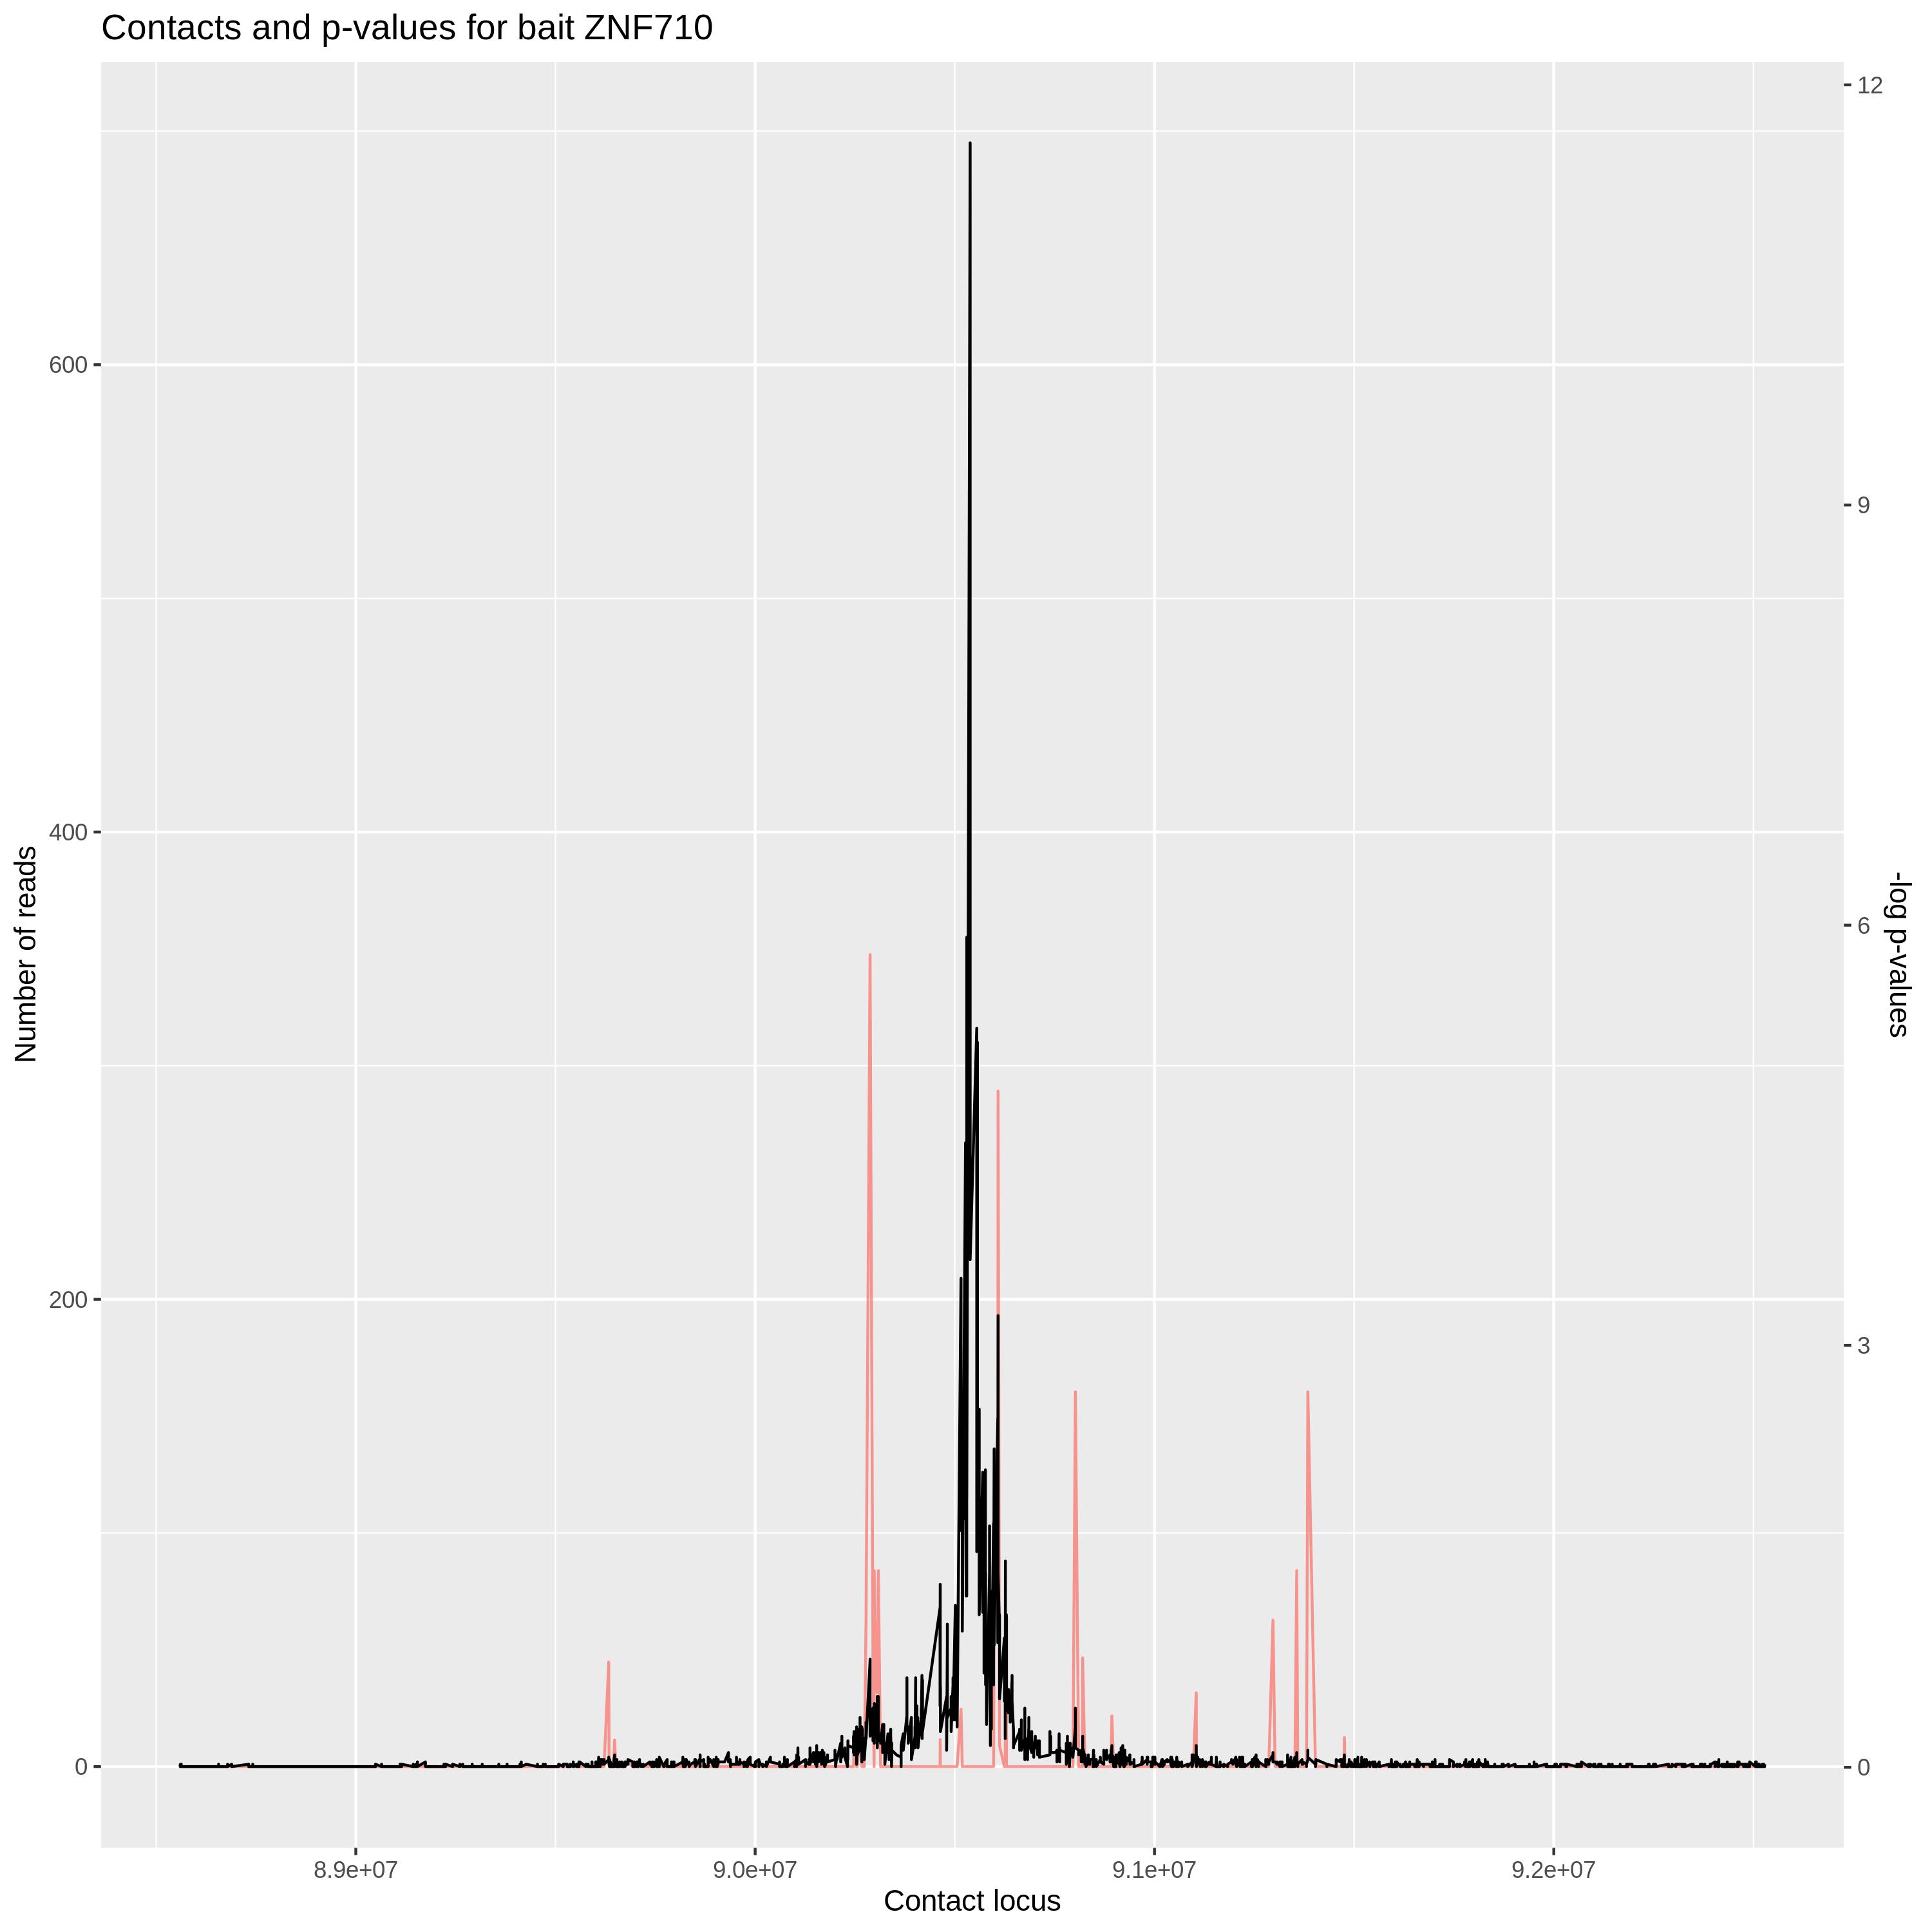 Contacts and p-values for bait ZNF710
Number of reads
600
400
200
0
12
9
6
3
0
-log p-values
8.9e+07 9.0e+07 9.1e+07 9.2e+07
Contact locus